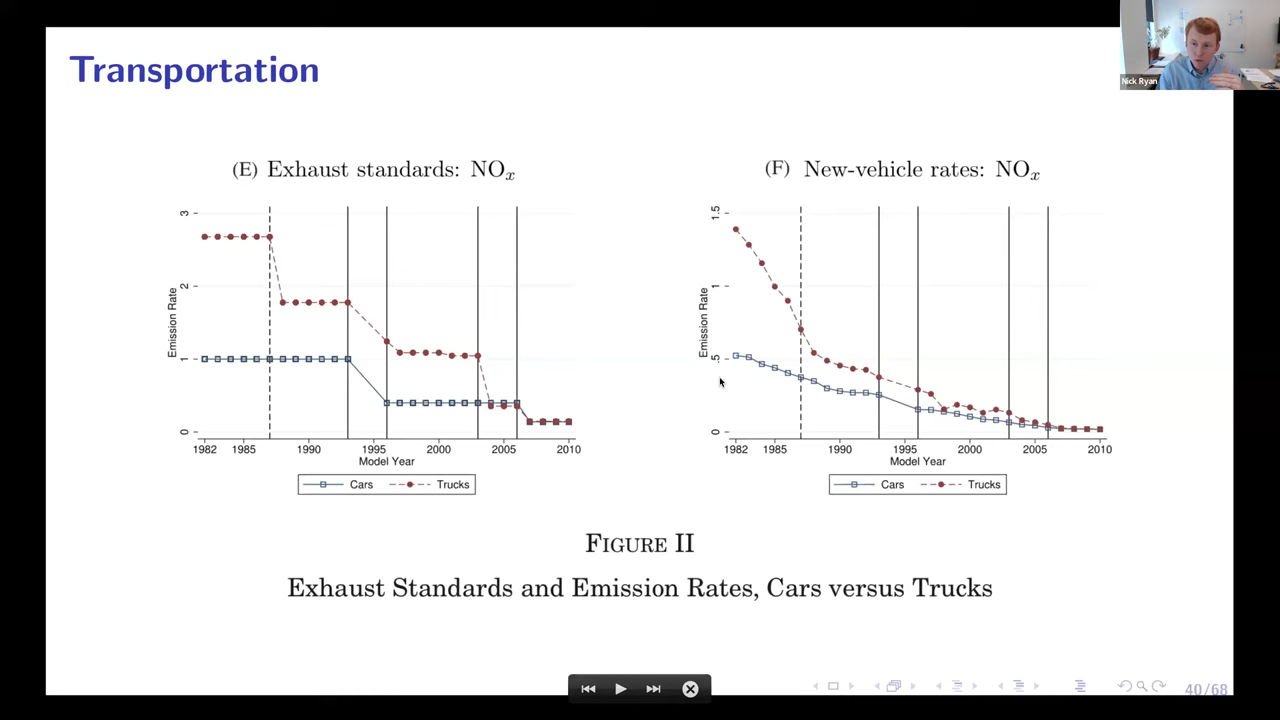 Transportation
Nick Ryan
(E) Exhaust standards: NOx
3
2
1
0
Emission Rate
1982 1985 1990 1995 2000 2005 2010
Model Year
Cars Trucks
(F) New-vehicle rates: NOx
1.5
1
.5
0
Emission Rate
1982 1985 1990 1995 2000 2005 2010
Model Year
Cars Trucks
FIGURE II
Exhaust Standards and Emission Rates, Cars versus Trucks
40/68